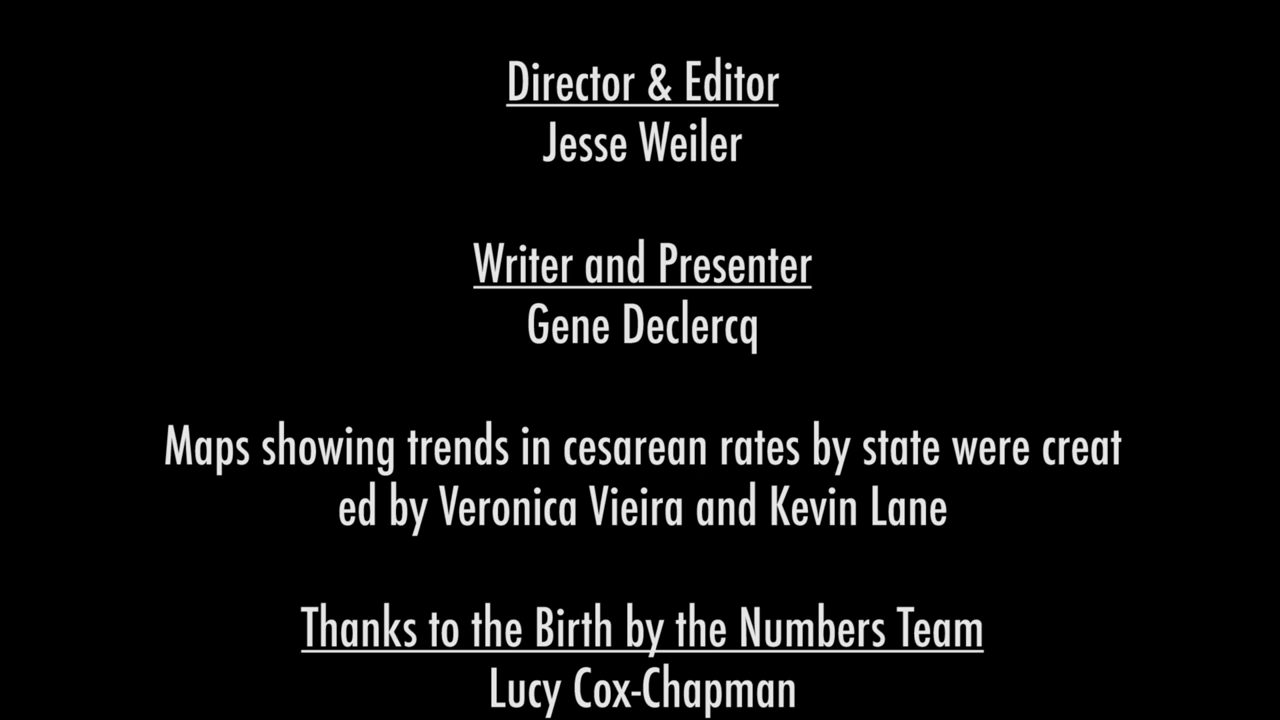 Director & Editor
Jesse Weiler
Writer and Presenter
Gene Declercq
Maps showing trends in cesarean rates by state were creat
ed by Veronica Vieira and Kevin Lane
Thanks to the Birth by the Numbers Team
Lucy Cox-Chapman